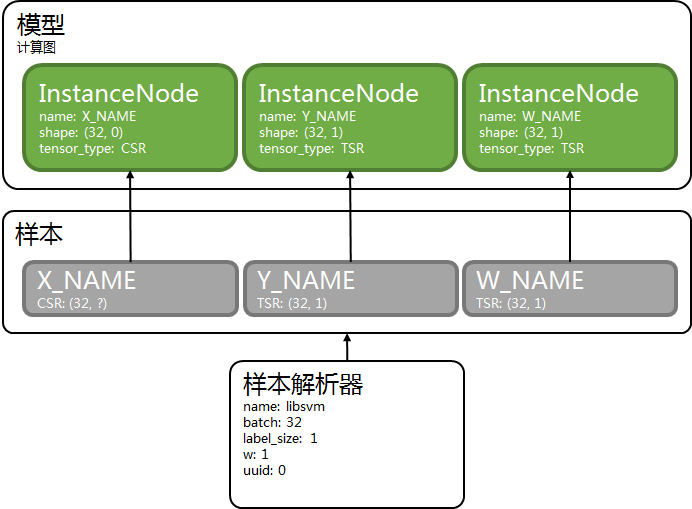 模型
计算图
InstanceNode
name: X_NAME
shape: (32, 0)
tensor_type: CSR
InstanceNode
name: Y_NAME
shape: (32, 1)
tensor_type: TSR
InstanceNode
name: W_NAME
shape: (32, 1)
tensor_type: TSR
样本
X_NAME
CSR: (32, ?)
Y_NAME
TSR: (32, 1)
W_NAME
TSR: (32, 1)
样本解析器
name: libsvm
batch: 32
label_size: 1
w: 1
uuid: 0